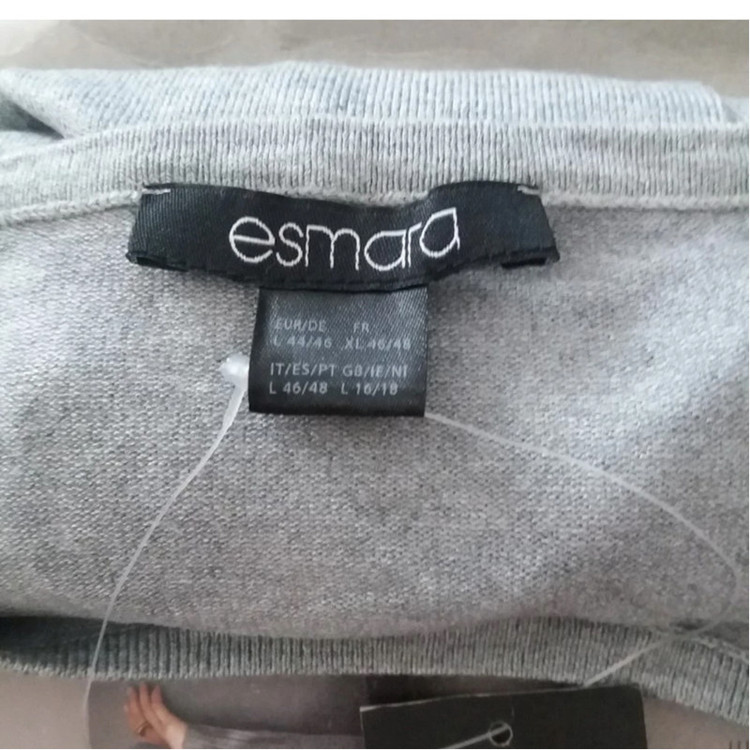 esmara
EUR/DE FR
L 44/46 XL 46/48
IT/ES/PT GB/IE/NI
L 46/48 L 16/18